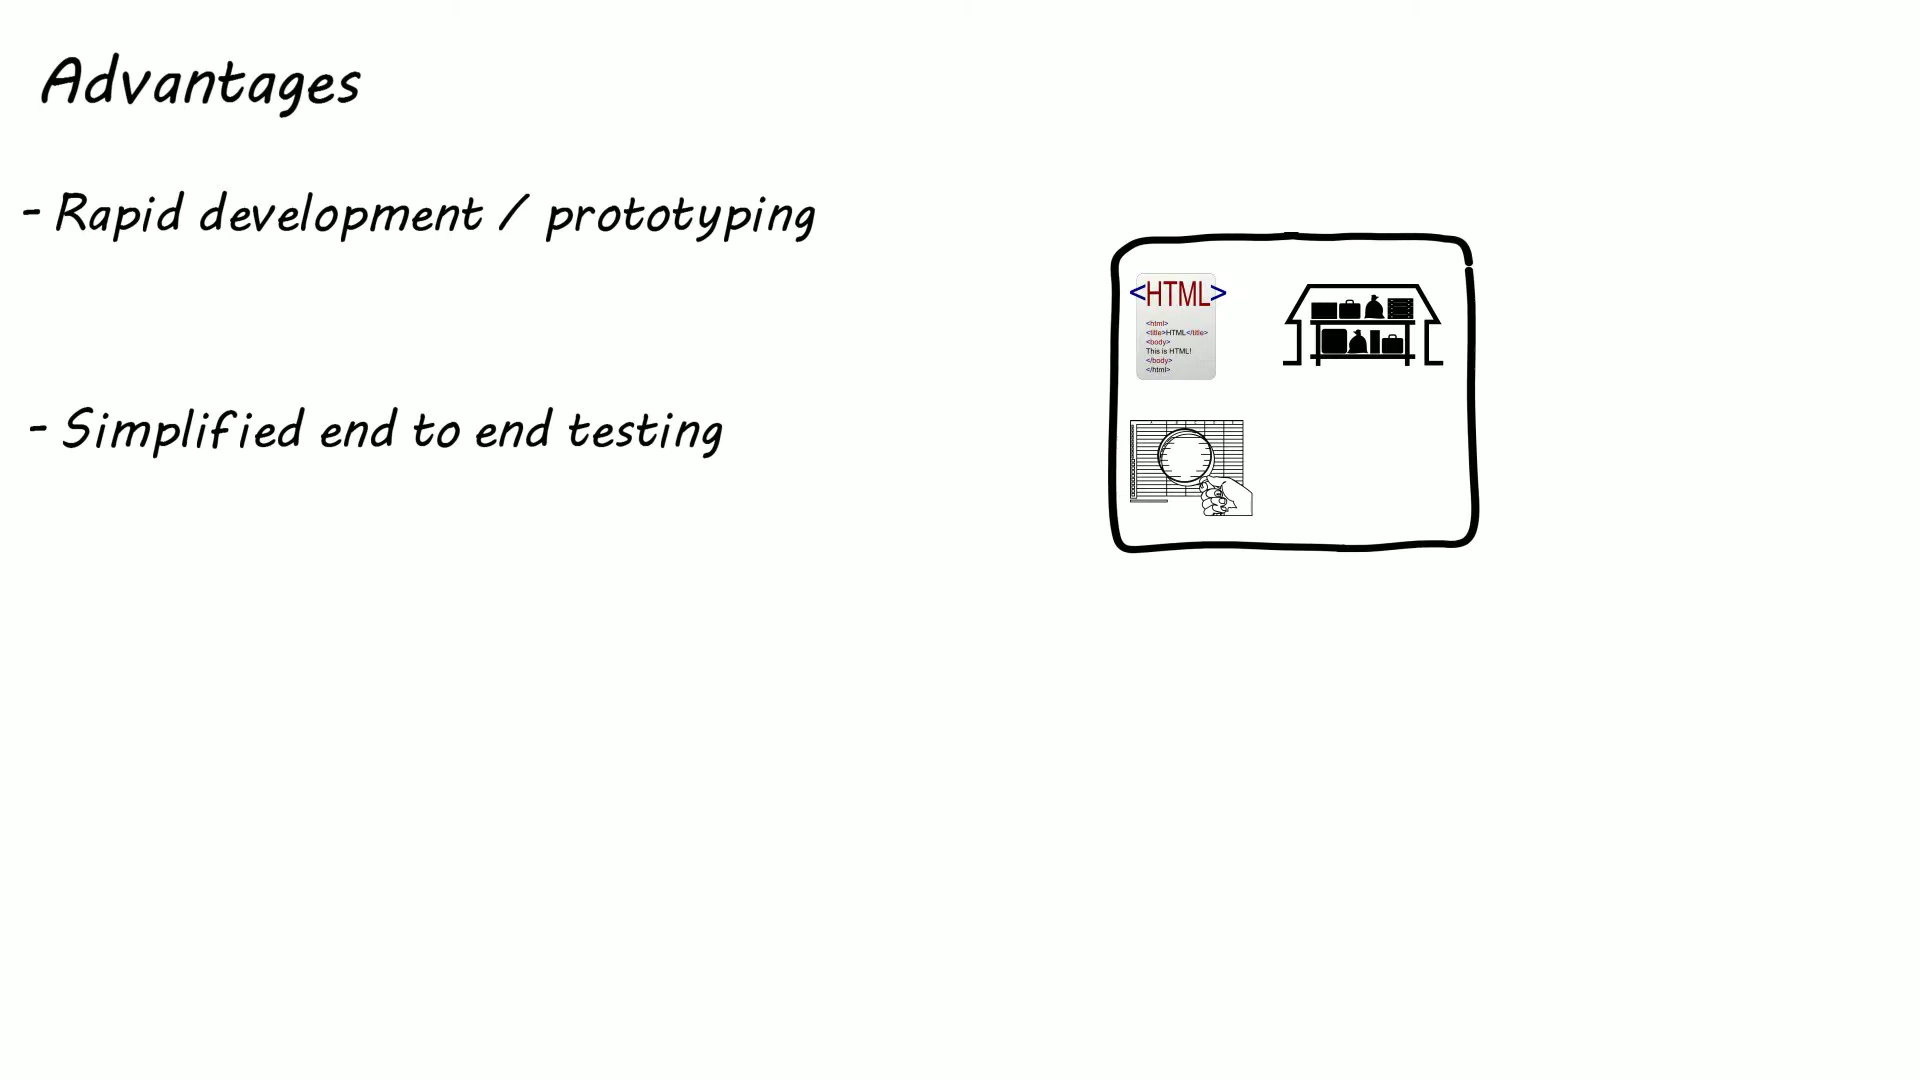 Advantages
- Rapid development / prototyping
- Simplified end to end testing
<HTML>
<html>
<title>HTML</title>
<body>
This is HTML!
</body>
</html>